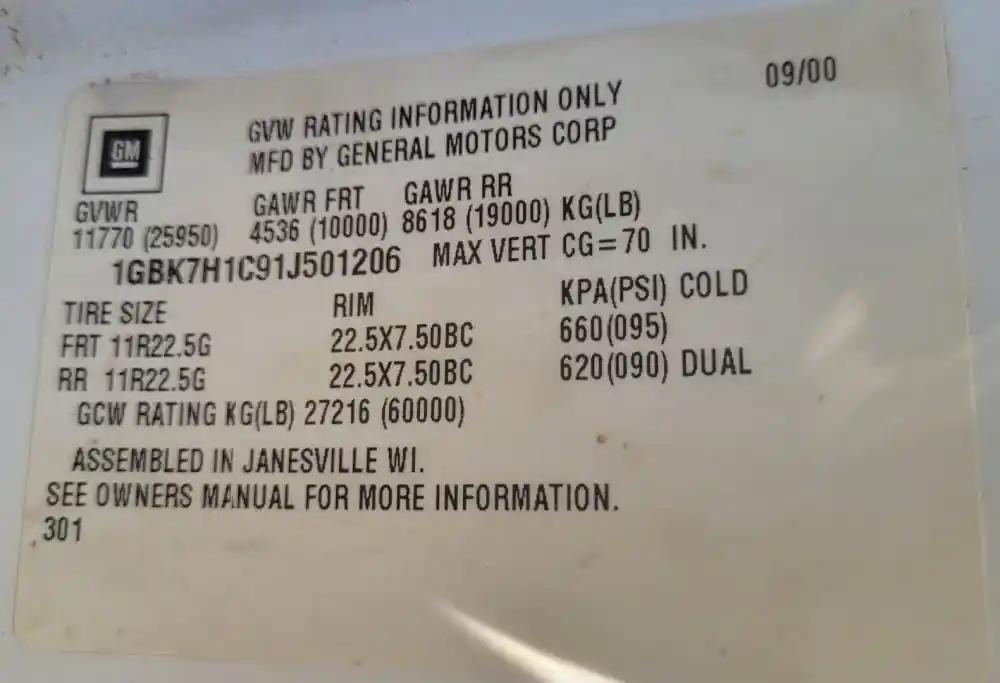 09/00
GM
GVW RATING INFORMATION ONLY
MFD BY GENERAL MOTORS CORP
GVWR GAWR FRT GAWR RR
11770 (25950) 4536 (10000) 8618 (19000) KG(LB)
1GBK7H1C91J501206 MAX VERT CG=70 IN.
TIRE SIZE RIM KPA(PSI) COLD
FRT 11R22.5G 22.5X7.50BC 660(095)
RR 11R22.5G 22.5X7.50BC 620(090) DUAL
GCW RATING KG(LB) 27216 (60000)
ASSEMBLED IN JANESVILLE WI.
SEE OWNERS MANUAL FOR MORE INFORMATION.
301